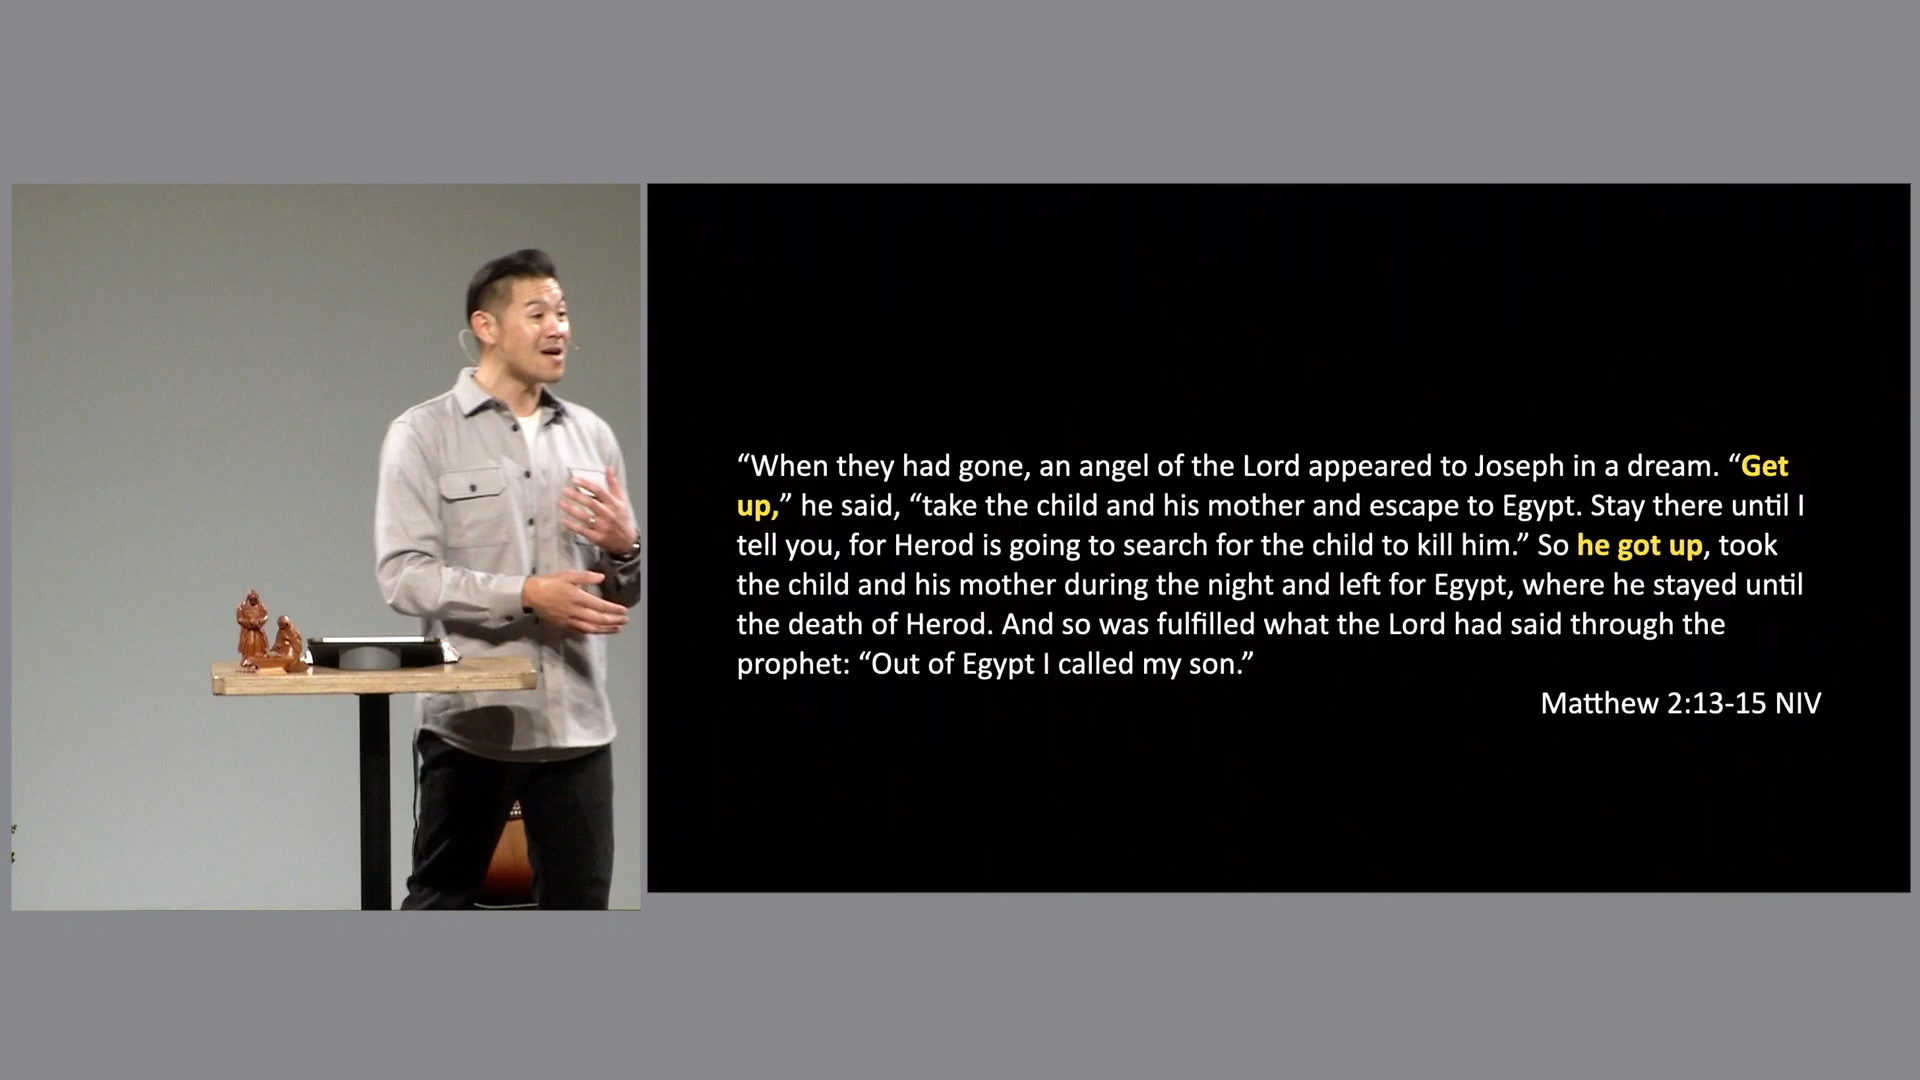 “When they had gone, an angel of the Lord appeared to Joseph in a dream. “Get
up,” he said, “take the child and his mother and escape to Egypt. Stay there until I
tell you, for Herod is going to search for the child to kill him.” So he got up, took
the child and his mother during the night and left for Egypt, where he stayed until
the death of Herod. And so was fulfilled what the Lord had said through the
prophet: “Out of Egypt I called my son.”
Matthew 2:13-15 NIV